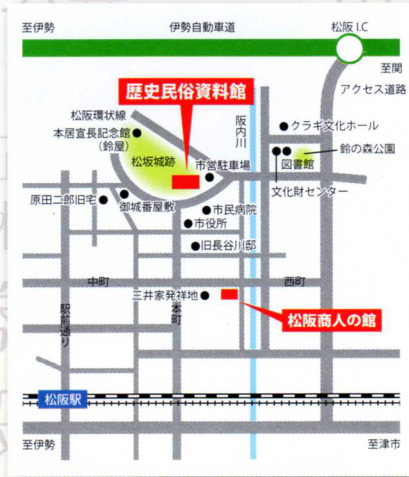 至伊勢
伊勢自動車道
松阪I.C
至関
アクセス道路
歴史民俗資料館
松阪環状線
本居宣長記念館
(鈴屋)
松坂城跡
阪内川
クラギ文化ホール
鈴の森公園
図書館
市営駐車場
文化財センター
原田二郎旧宅
御城番屋敷
市民病院
市役所
旧長谷川邸
中町
西町
三井家発祥地
本町
駅前通り
松阪商人の館
松阪駅
至伊勢
至津市